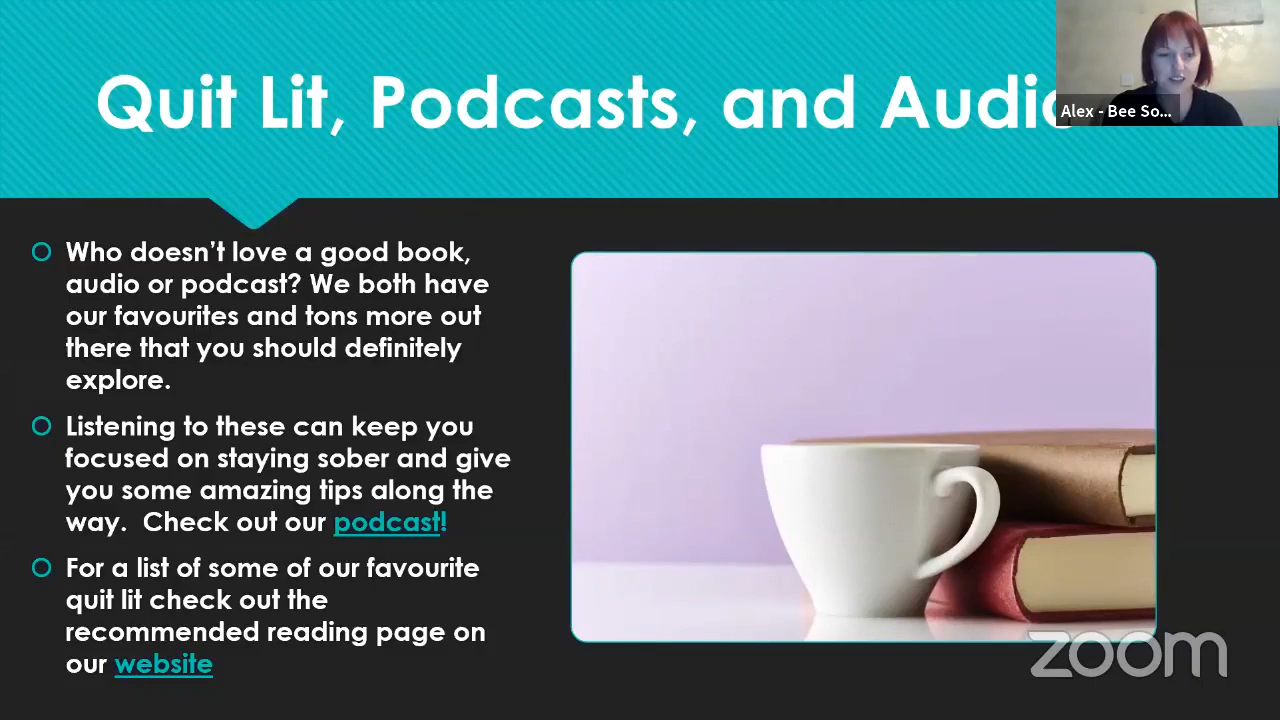 Quit Lit, Podcasts, and Audio
Alex - Bee So...
Who doesn't love a good book,
audio or podcast? We both have
our favourites and tons more out
there that you should definitely
explore.
Listening to these can keep you
focused on staying sober and give
you some amazing tips along the
way.  Check out our podcast!
For a list of some of our favourite
quit lit check out the
recommended reading page on
our website
zoom